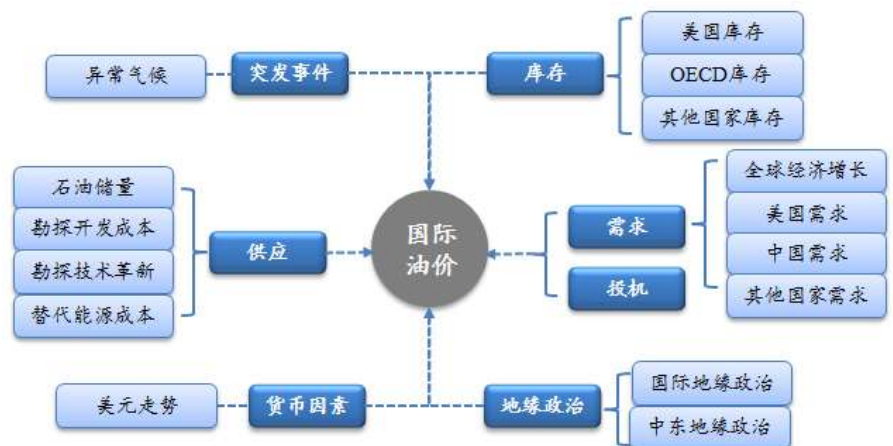 异常气候
突发事件
库存
美国库存
OECD库存
其他国家库存
石油储量
勘探开发成本
勘探技术革新
替代能源成本
供应
国际
油价
需求
投机
全球经济增长
美国需求
中国需求
其他国家需求
美元走势
货币因素
地缘政治
国际地缘政治
中东地缘政治